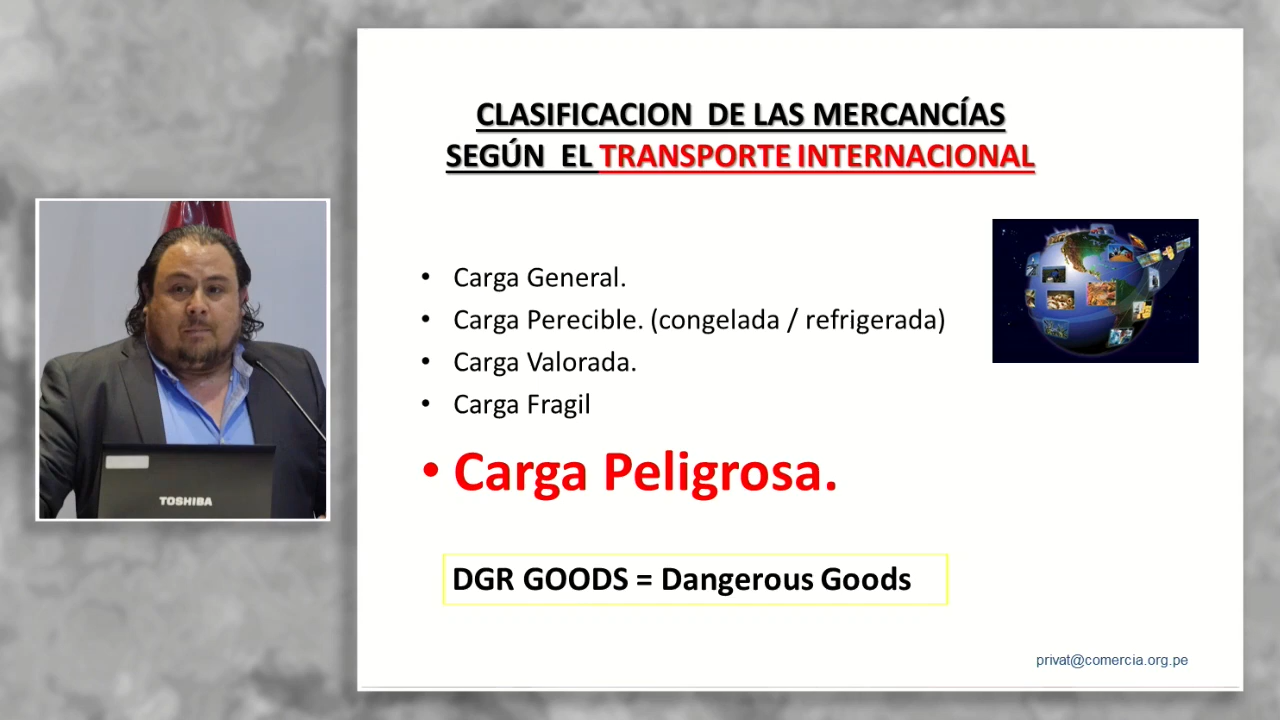 CLASIFICACION DE LAS MERCANCÍAS
SEGÚN EL TRANSPORTE INTERNACIONAL
• Carga General.
• Carga Perecible. (congelada / refrigerada)
• Carga Valorada.
• Carga Fragil
• Carga Peligrosa.
DGR GOODS = Dangerous Goods
privat@comercia.org.pe
TOSHIBA